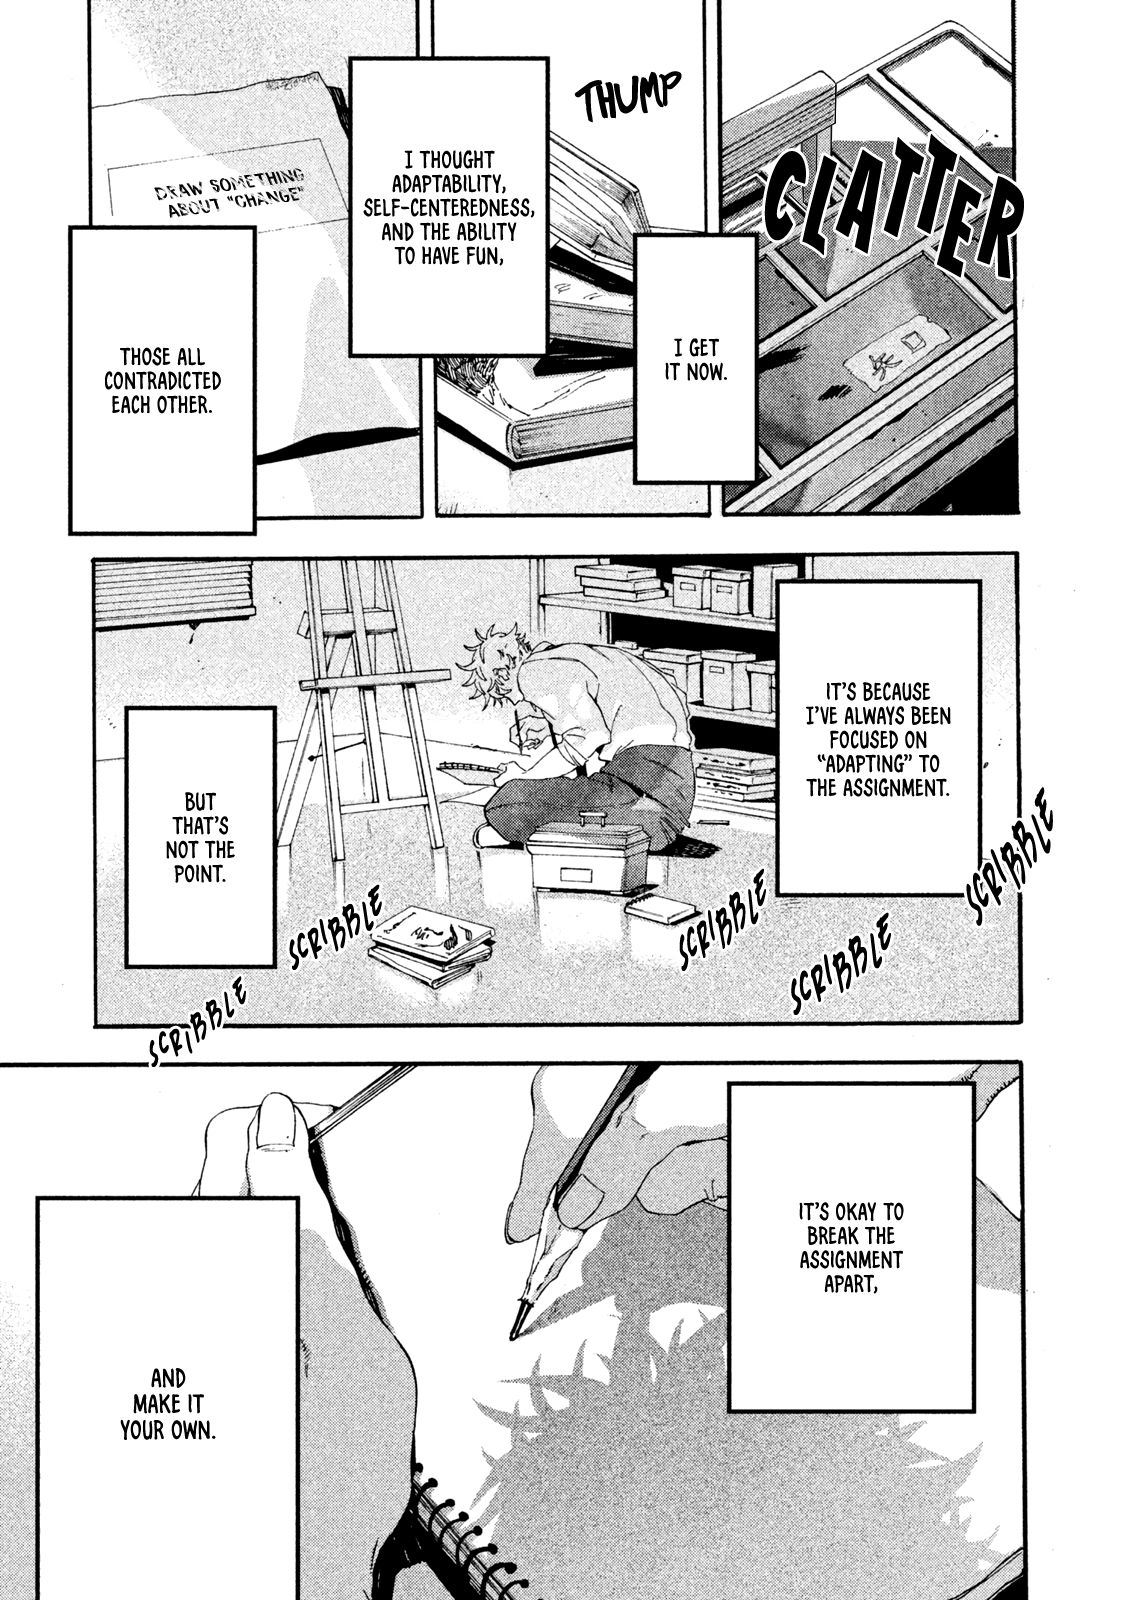 CLATTER
失
I GET
IT NOW.
THUMP
I THOUGHT
ADAPTABILITY,
SELF-CENTEREDNESS,
AND THE ABILITY
TO HAVE FUN,
DRAW SOMETHING
ABOUT "CHANGE"
THOSE ALL
CONTRADICTED
EACH OTHER.
IT'S BECAUSE
I'VE ALWAYS BEEN
FOCUSED ON
"ADAPTING" TO
THE ASSIGNMENT.
SCRIBBLE
SCRIBBLE
SCRIBBLE
BUT
THAT'S
NOT THE
POINT.
SCRIBBLE
SCRIBBLE
IT'S OKAY TO
BREAK THE
ASSIGNMENT
APART,
AND
MAKE IT
YOUR OWN.